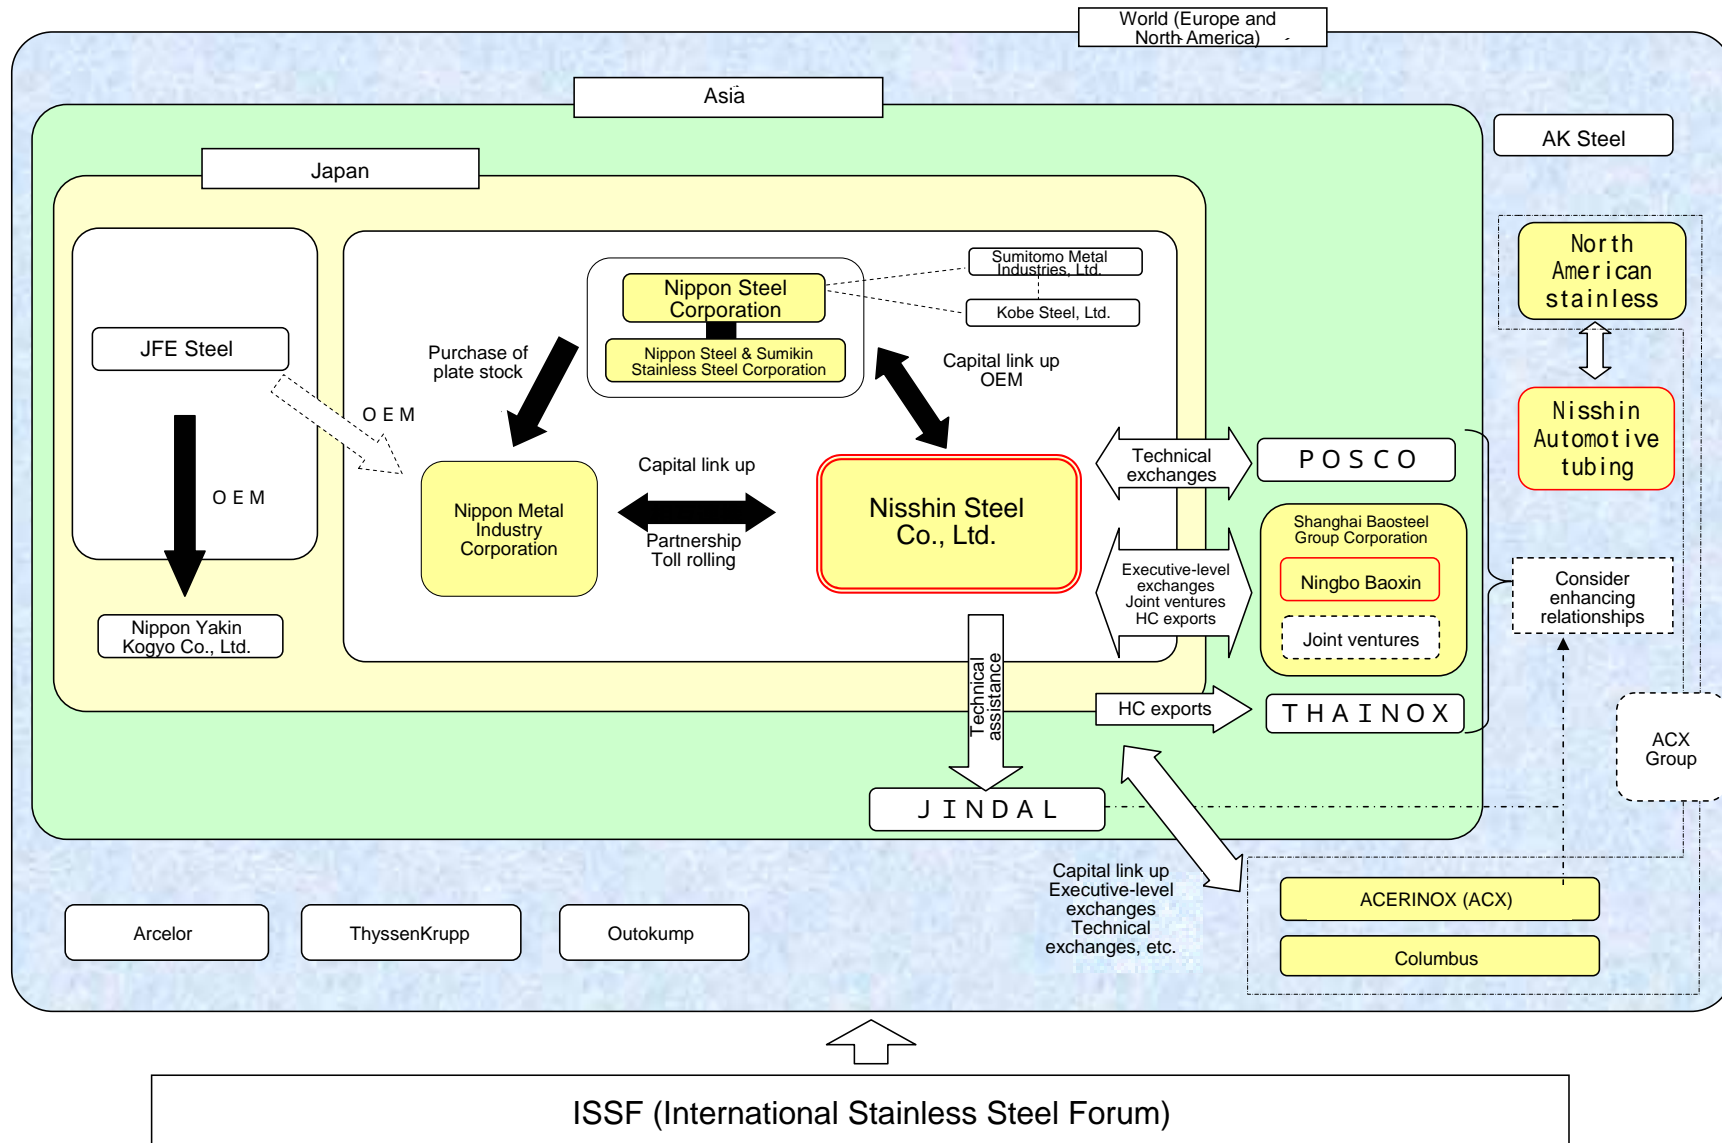 World (Europe and
North America)
Asia
AK Steel
Japan
North
American
stainless
Sumitomo Metal
Industries, Ltd.
Nippon Steel
Corporation
Kobe Steel, Ltd.
JFE Steel
Purchase of
plate stock
Nippon Steel & Sumikin
Stainless Steel Corporation
Capital link up
OEM
OEM
Nisshin
Automotive
tubing
Technical
exchanges
POSCO
Capital link up
OEM
Nippon Metal
Industry
Corporation
Partnership
Toll rolling
Nisshin Steel
Co., Ltd.
Shanghai Baosteel
Group Corporation
Executive-level
exchanges
Joint ventures
HC exports
Ningbo Baoxin
Joint ventures
Consider
enhancing
relationships
Nippon Yakin
Kogyo Co., Ltd.
Technical
assistance
HC exports
THAINOX
ACX
Group
JINDAL
Capital link up
Executive-level
exchanges
Technical
exchanges, etc.
ACERINOX (ACX)
Columbus
Arcelor
ThyssenKrupp
Outokump
ISSF (International Stainless Steel Forum)